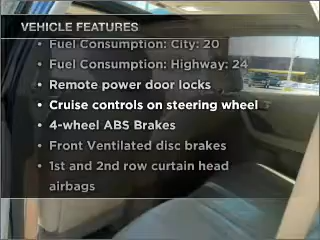 VEHICLE FEATURES
• Fuel Consumption: City: 20
• Fuel Consumption: Highway: 24
• Remote power door locks
• Cruise controls on steering wheel
• 4-wheel ABS Brakes
• Front Ventilated disc brakes
• 1st and 2nd row curtain head
airbags